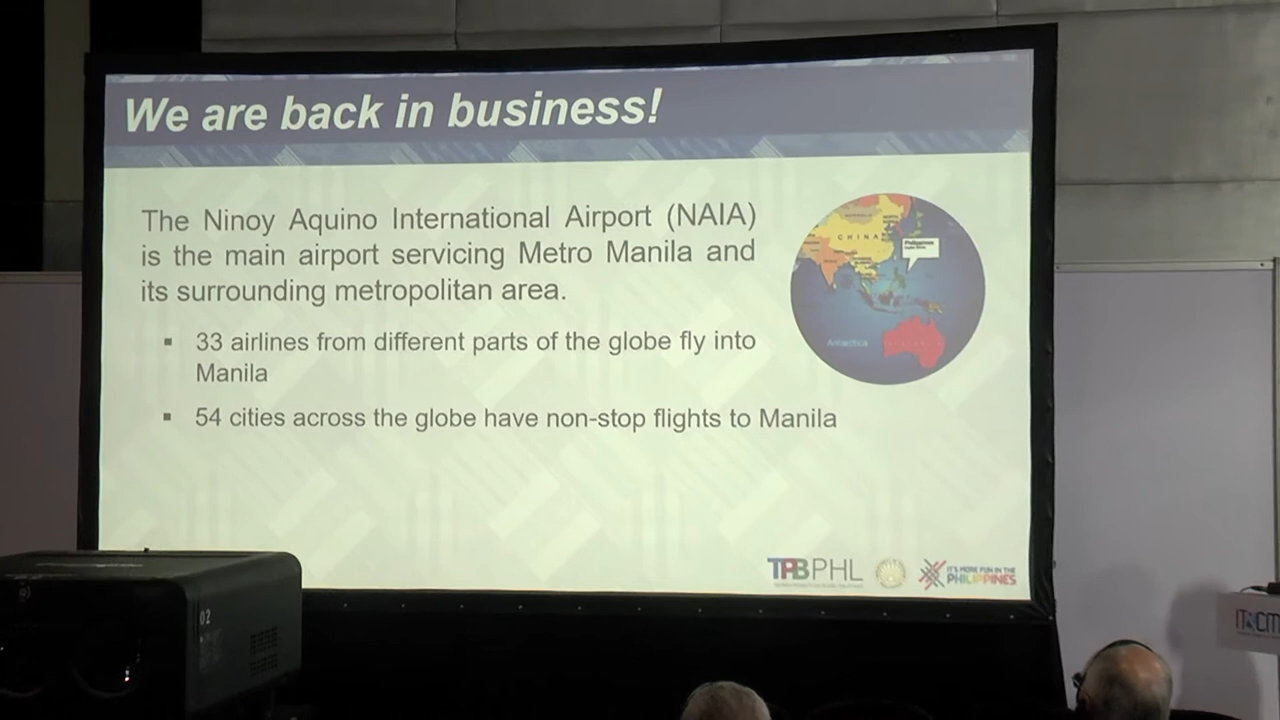 We are back in business!
The Ninoy Aquino International Airport (NAIA)
is the main airport servicing Metro Manila and
its surrounding metropolitan area.
▪ 33 airlines from different parts of the globe fly into
Manila
▪ 54 cities across the globe have non-stop flights to Manila
CHINA
Philippines
Antarctica
TPBPHL
IT'S MORE FUN IN THE
PHILIPPINES
02
IT&CM